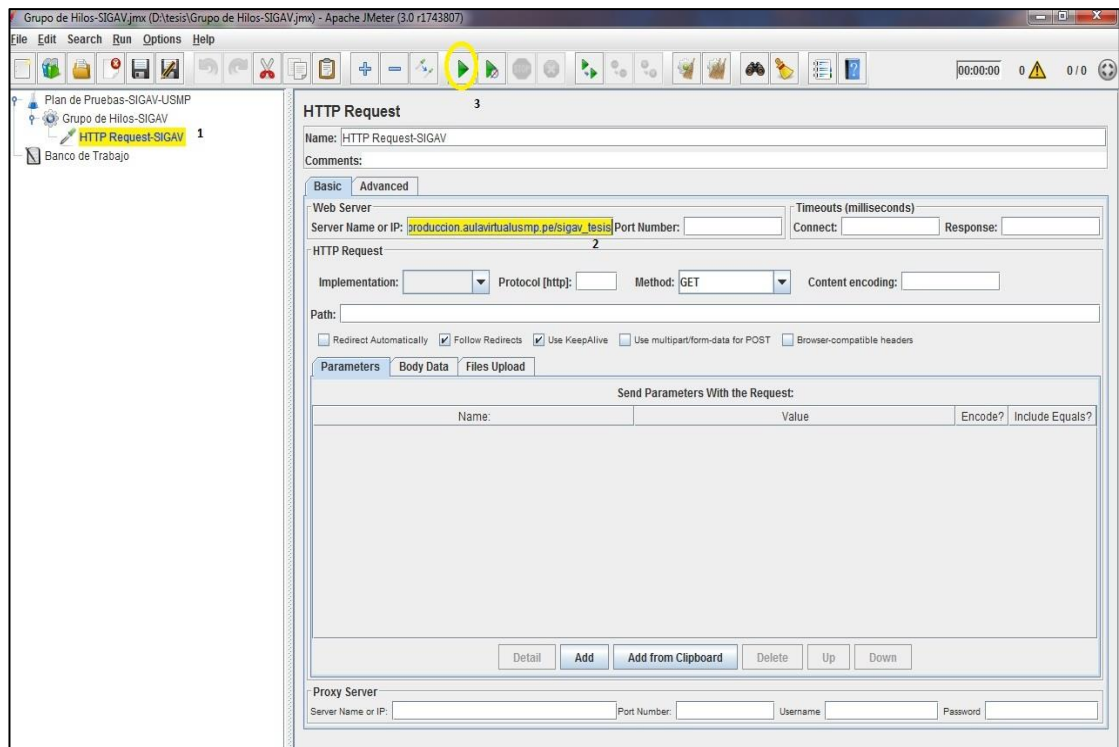 Grupo de Hilos-SIGAV.jmx (D:\tesis\Grupo de Hilos-SIGAV.jmx) - Apache JMeter (3.0 r1743807)
File Edit Search Run Options Help
00:00:00 0 0 / 0
3
Plan de Pruebas-SIGAV-USMP
Grupo de Hilos-SIGAV
HTTP Request-SIGAV 1
Banco de Trabajo
HTTP Request
Name: HTTP Request-SIGAV
Comments:
Basic Advanced
Web Server
Timeouts (milliseconds)
Server Name or IP: produccion.aulavirtualusmp.pe/sigav_tesis Port Number: Connect: Response:
2
HTTP Request
Implementation: Protocol [http]: Method: GET Content encoding:
Path:
Redirect Automatically Follow Redirects Use KeepAlive Use multipart/form-data for POST Browser-compatible headers
Parameters Body Data Files Upload
Send Parameters With the Request:
Name: Value Encode? Include Equals?
Detail Add Add from Clipboard Delete Up Down
Proxy Server
Server Name or IP: Port Number: Username Password